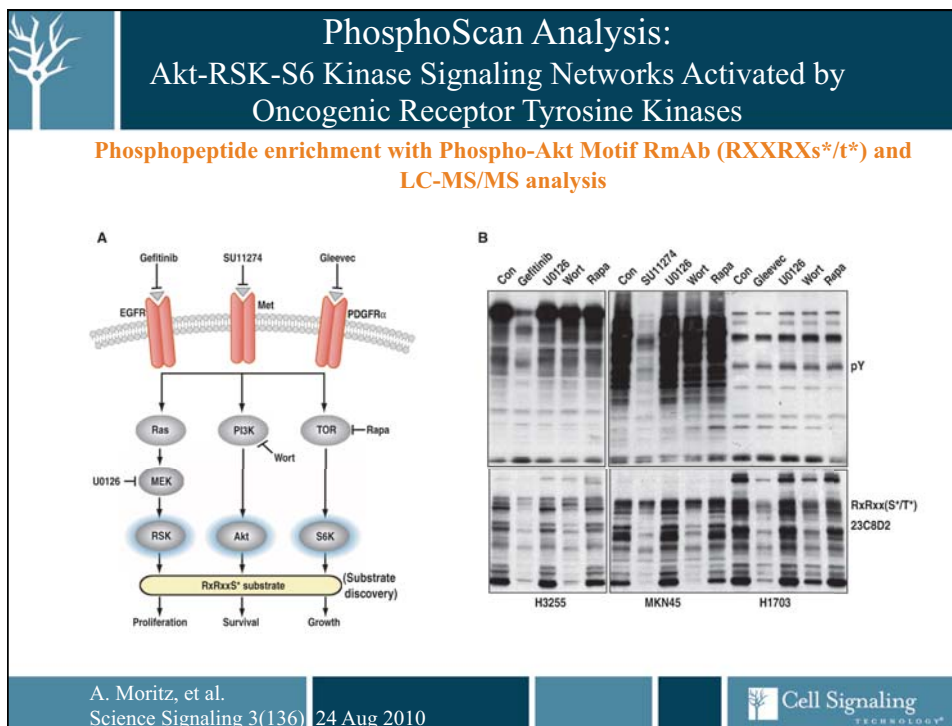 PhosphoScan Analysis:
Akt-RSK-S6 Kinase Signaling Networks Activated by
Oncogenic Receptor Tyrosine Kinases
Phosphopeptide enrichment with Phospho-Akt Motif RmAb (RXXRXs*/t*) and
LC-MS/MS analysis
A
Gefitinib
SU11274
Gleevec
EGFR
Met
PDGFRα
Ras
PI3K
TOR
Rapa
Wort
U0126
MEK
RSK
Akt
S6K
RxRxxS* substrate
(Substrate
discovery)
Proliferation
Survival
Growth
B
Con Gefitinib U0126 Wort Rapa Con SU11274 U0126 Wort Rapa Con Gleevec U0126 Wort Rapa
pY
RxRxx(S*/T*)
23C8D2
H3255 MKN45 H1703
A. Moritz, et al.
Science Signaling 3(136) 24 Aug 2010
Cell Signaling
TECHNOLOGY®